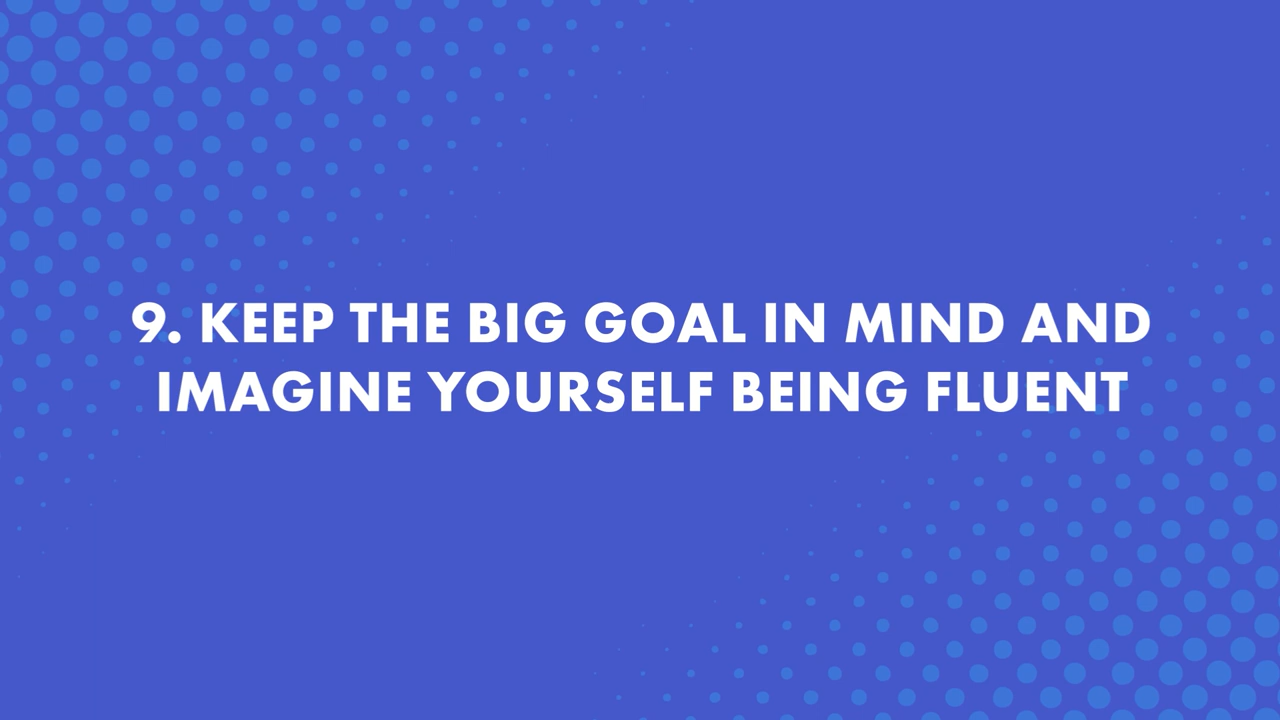 9. KEEP THE BIG GOAL IN MIND AND
IMAGINE YOURSELF BEING FLUENT